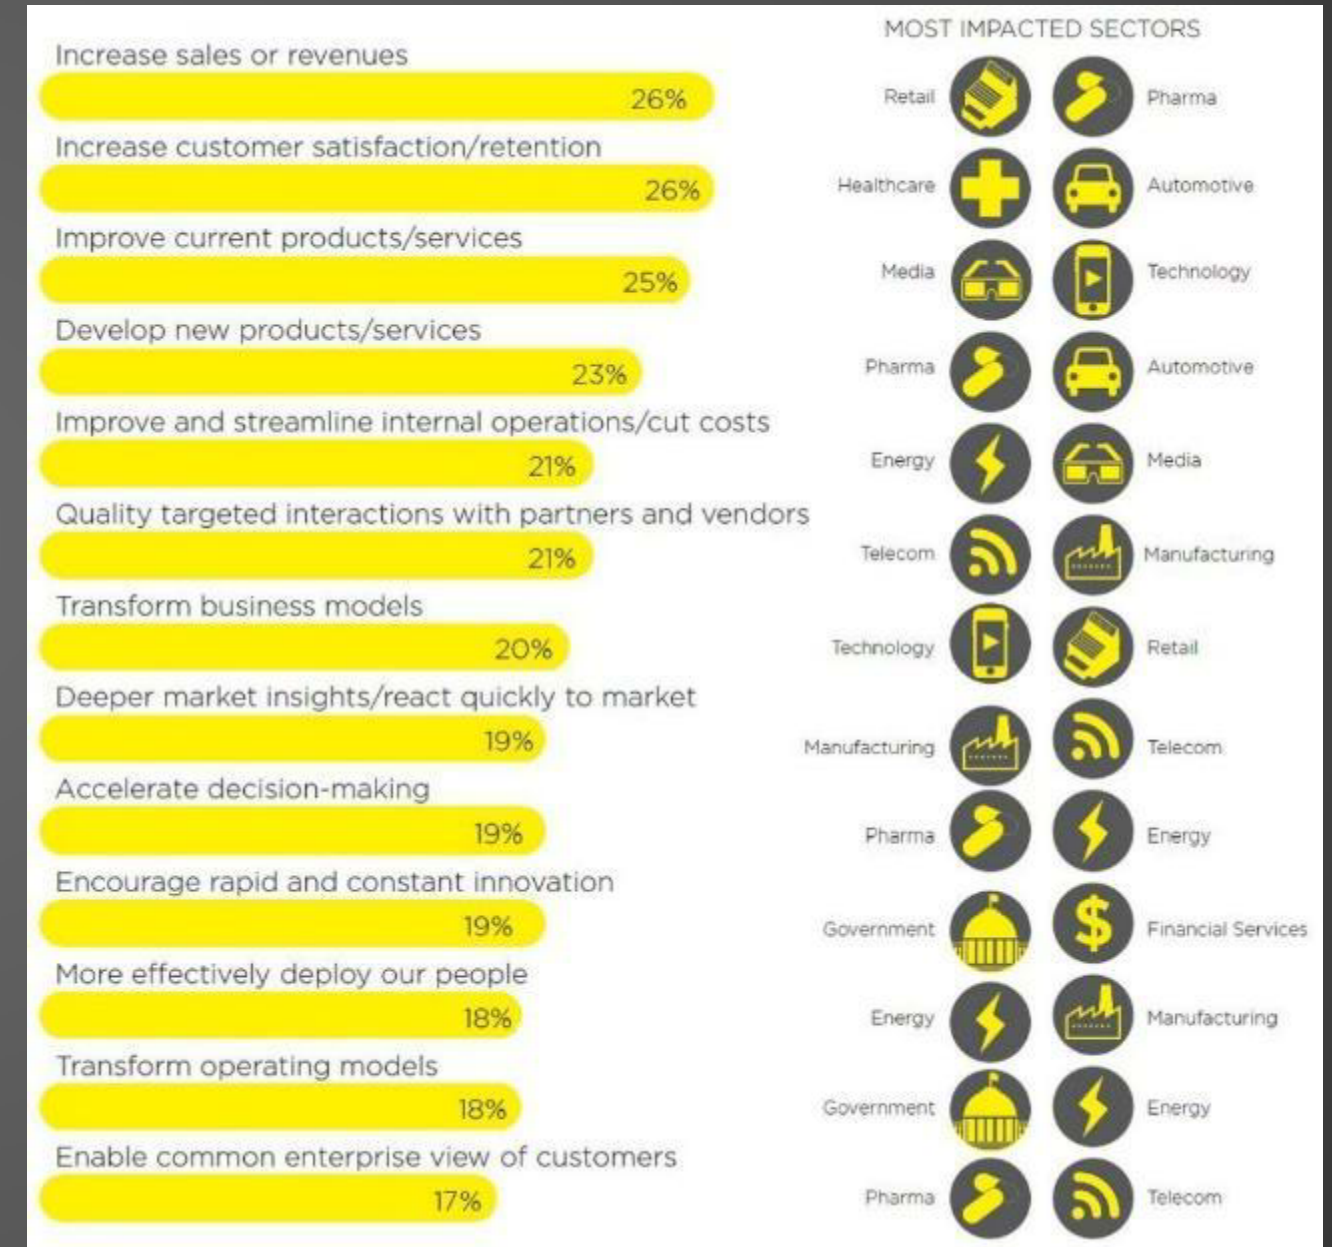 MOST IMPACTED SECTORS
Increase sales or revenues
26%
Retail Pharma
Increase customer satisfaction/retention
26%
Healthcare Automotive
Improve current products/services
25%
Media Technology
Develop new products/services
23%
Pharma Automotive
Improve and streamline internal operations/cut costs
21%
Energy Media
Quality targeted interactions with partners and vendors
21%
Telecom Manufacturing
Transform business models
20%
Technology Retail
Deeper market insights/react quickly to market
19%
Manufacturing Telecom
Accelerate decision-making
19%
Pharma Energy
Encourage rapid and constant innovation
19%
Government $ Financial Services
More effectively deploy our people
18%
Energy Manufacturing
Transform operating models
18%
Government Energy
Enable common enterprise view of customers
17%
Pharma Telecom